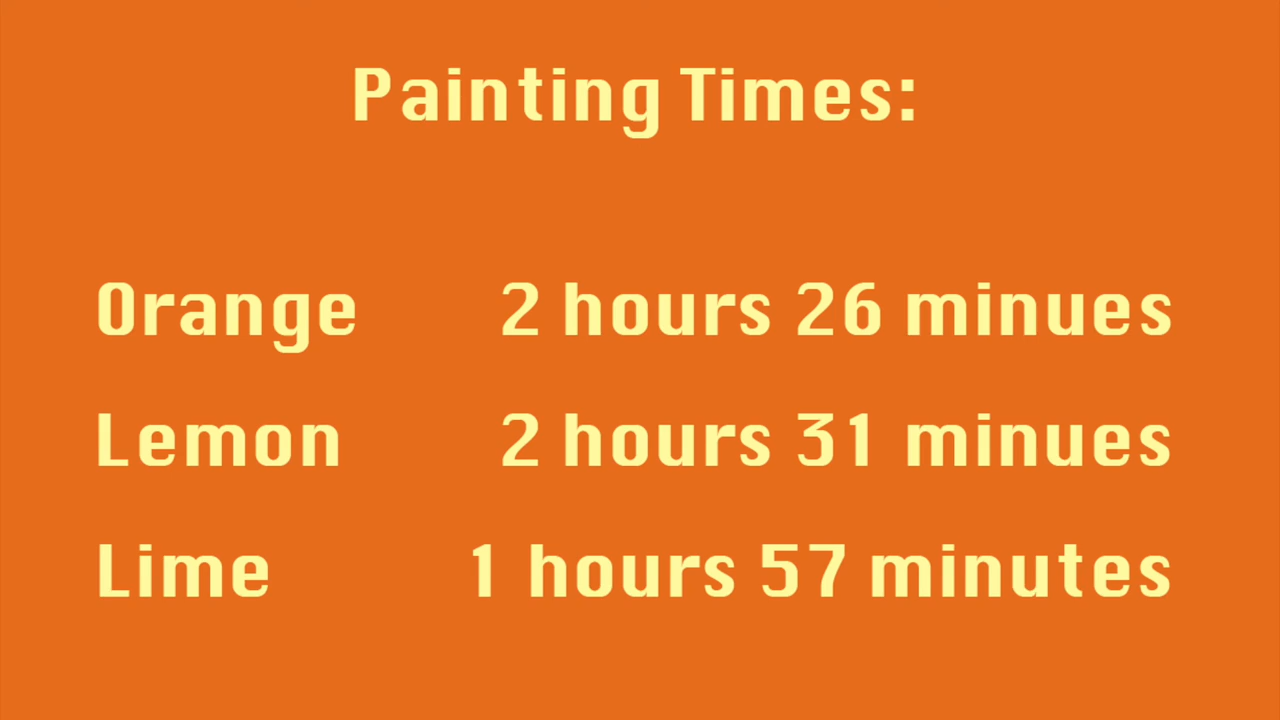 Painting Times:
Orange 2 hours 26 minues
Lemon 2 hours 31 minues
Lime 1 hours 57 minutes